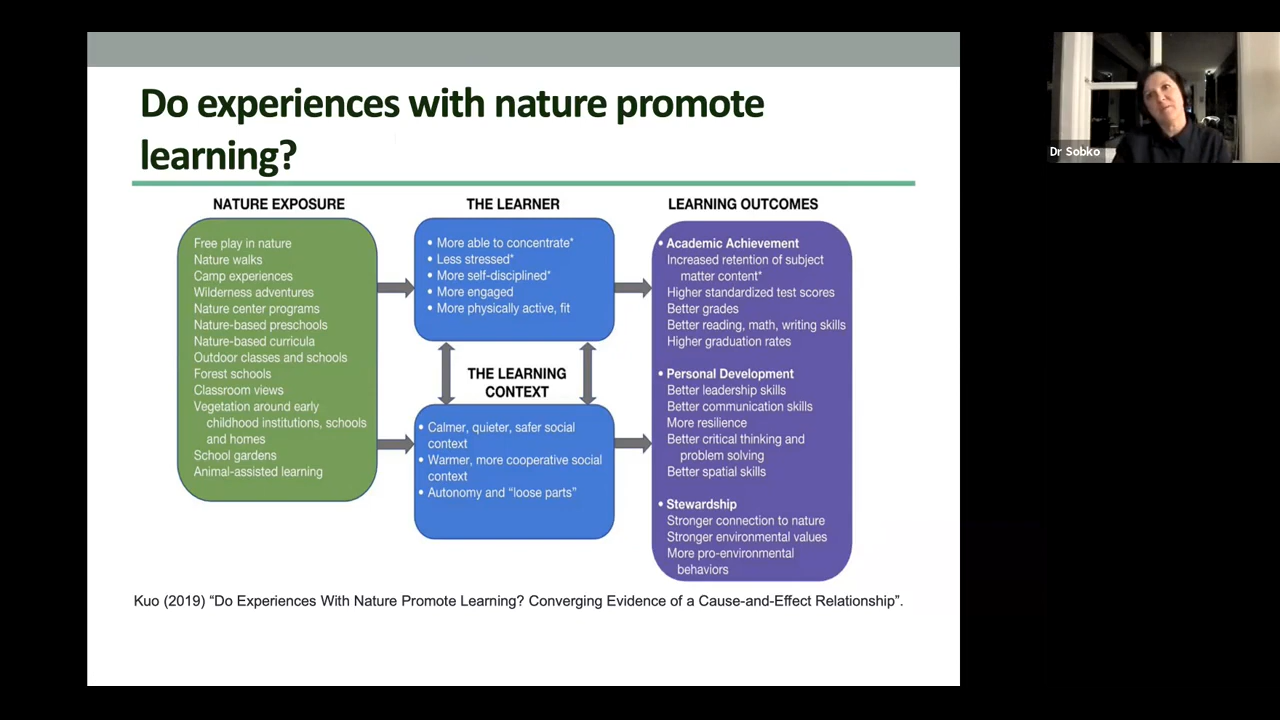 Do experiences with nature promote
learning?
NATURE EXPOSURE
Free play in nature
Nature walks
Camp experiences
Wilderness adventures
Nature center programs
Nature-based preschools
Nature-based curricula
Outdoor classes and schools
Forest schools
Classroom views
Vegetation around early
childhood institutions, schools
and homes
School gardens
Animal-assisted learning
THE LEARNER
• More able to concentrate*
• Less stressed*
• More self-disciplined*
• More engaged
• More physically active, fit
THE LEARNING
CONTEXT
• Calmer, quieter, safer social
context
• Warmer, more cooperative social
context
• Autonomy and “loose parts”
LEARNING OUTCOMES
• Academic Achievement
Increased retention of subject
matter content*
Higher standardized test scores
Better grades
Better reading, math, writing skills
Higher graduation rates
• Personal Development
Better leadership skills
Better communication skills
More resilience
Better critical thinking and
problem solving
Better spatial skills
• Stewardship
Stronger connection to nature
Stronger environmental values
More pro-environmental
behaviors
Kuo (2019) “Do Experiences With Nature Promote Learning? Converging Evidence of a Cause-and-Effect Relationship”.
Dr Sobko